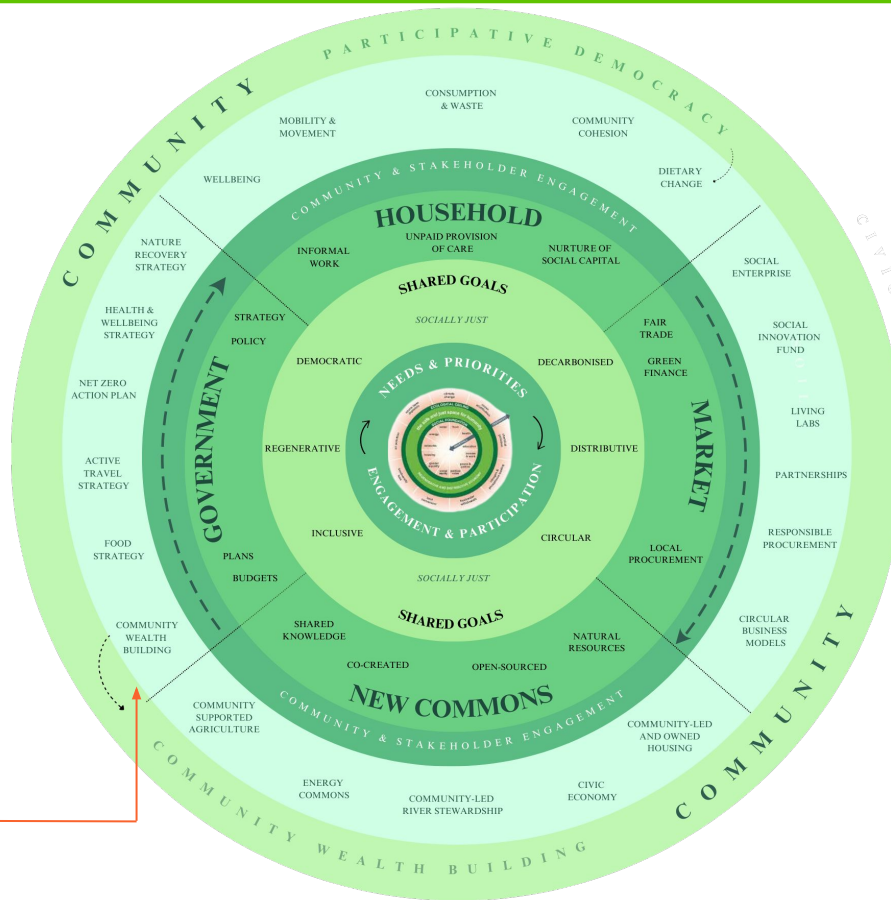 PARTICIPATIVE DEMOCRACY
COMMUNITY
CONSUMPTION
& WASTE
MOBILITY &
MOVEMENT
COMMUNITY
COHESION
WELLBEING
DIETARY
CHANGE
COMMUNITY & STAKEHOLDER ENGAGEMENT
HOUSEHOLD
INFORMAL
WORK
UNPAID PROVISION
OF CARE
NURTURE OF
SOCIAL CAPITAL
NATURE
RECOVERY
STRATEGY
HEALTH &
WELLBEING
STRATEGY
NET ZERO
ACTION PLAN
ACTIVE
TRAVEL
STRATEGY
FOOD
STRATEGY
COMMUNITY
WEALTH
BUILDING
GOVERNMENT
STRATEGY
POLICY
PLANS
BUDGETS
SHARED GOALS
SOCIALLY JUST
DEMOCRATIC
DECARBONISED
REGENERATIVE
DISTRIBUTIVE
INCLUSIVE
CIRCULAR
SOCIALLY JUST
SHARED GOALS
NEEDS & PRIORITIES
ENGAGEMENT & PARTICIPATION
MARKET
FAIR
TRADE
GREEN
FINANCE
LOCAL
PROCUREMENT
SOCIAL
ENTERPRISE
SOCIAL
INNOVATION
FUND
LIVING
LABS
PARTNERSHIPS
RESPONSIBLE
PROCUREMENT
CIRCULAR
BUSINESS
MODELS
SHARED
KNOWLEDGE
CO-CREATED
OPEN-SOURCED
NATURAL
RESOURCES
NEW COMMONS
COMMUNITY & STAKEHOLDER ENGAGEMENT
COMMUNITY
SUPPORTED
AGRICULTURE
ENERGY
COMMONS
COMMUNITY-LED
RIVER STEWARDSHIP
CIVIC
ECONOMY
COMMUNITY-LED
AND OWNED
HOUSING
COMMUNITY
COMMUNITY WEALTH BUILDING